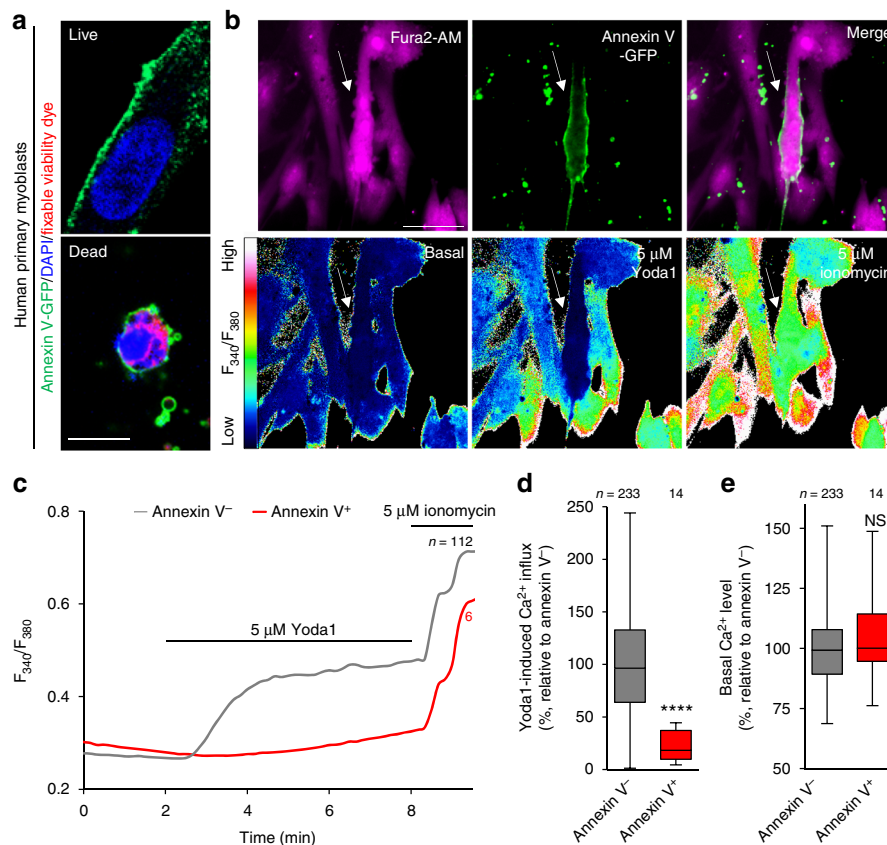 a
Human primary myoblasts
Annexin V-GFP/DAPI/fixable viability dye
Live
Dead
b
Fura2-AM
Annexin V
-GFP
Merge
High
F340/F380
Low
Basal
5 μM
Yoda1
5 μM
ionomycin
c
0.8
0.6
0.4
0.2
F340/F380
Annexin V⁻
Annexin V⁺
5 μM ionomycin
n = 112
6
5 μM Yoda1
0
2
4
6
8
Time (min)
d
n = 233
14
Yoda1-induced Ca²⁺ influx
(%, relative to annexin V⁻)
250
200
150
100
50
0
****
Annexin V⁻
Annexin V⁺
e
n = 233
14
NS
Basal Ca²⁺ level
(%, relative to annexin V⁻)
150
125
100
75
50
Annexin V⁻
Annexin V⁺